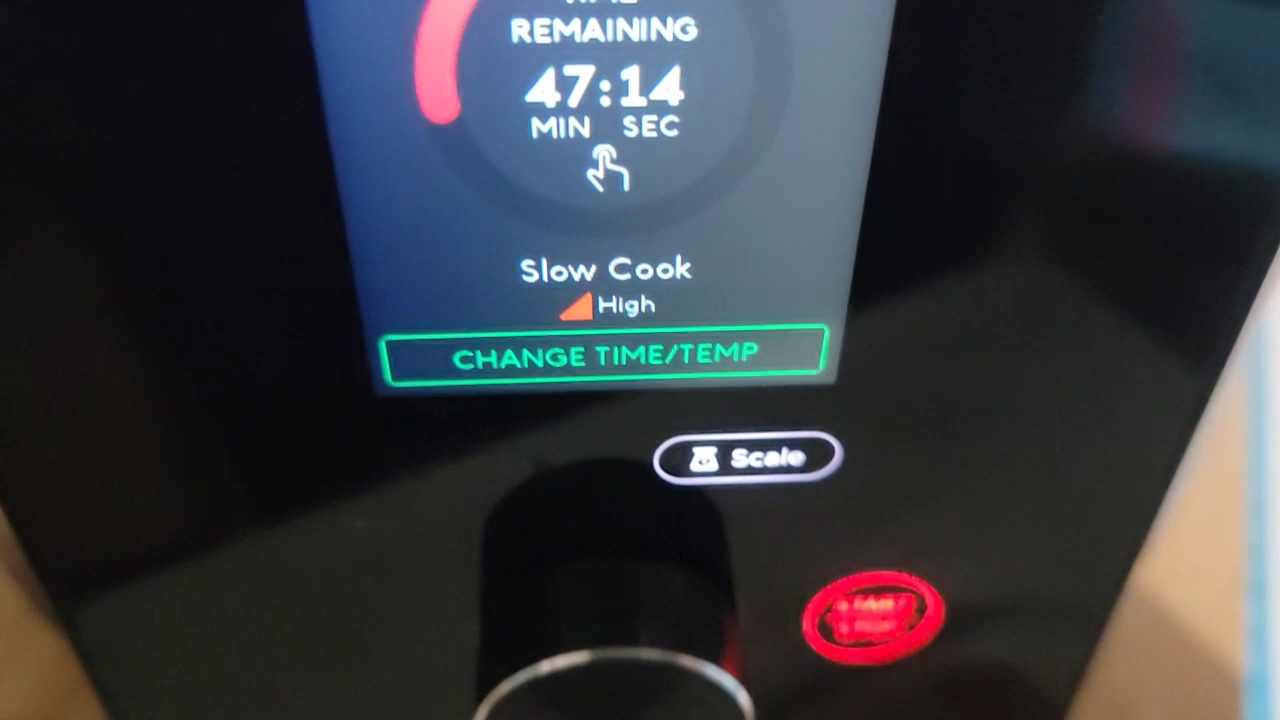 REMAINING
47:14
MIN SEC
Slow Cook
High
CHANGE TIME/TEMP
Scale